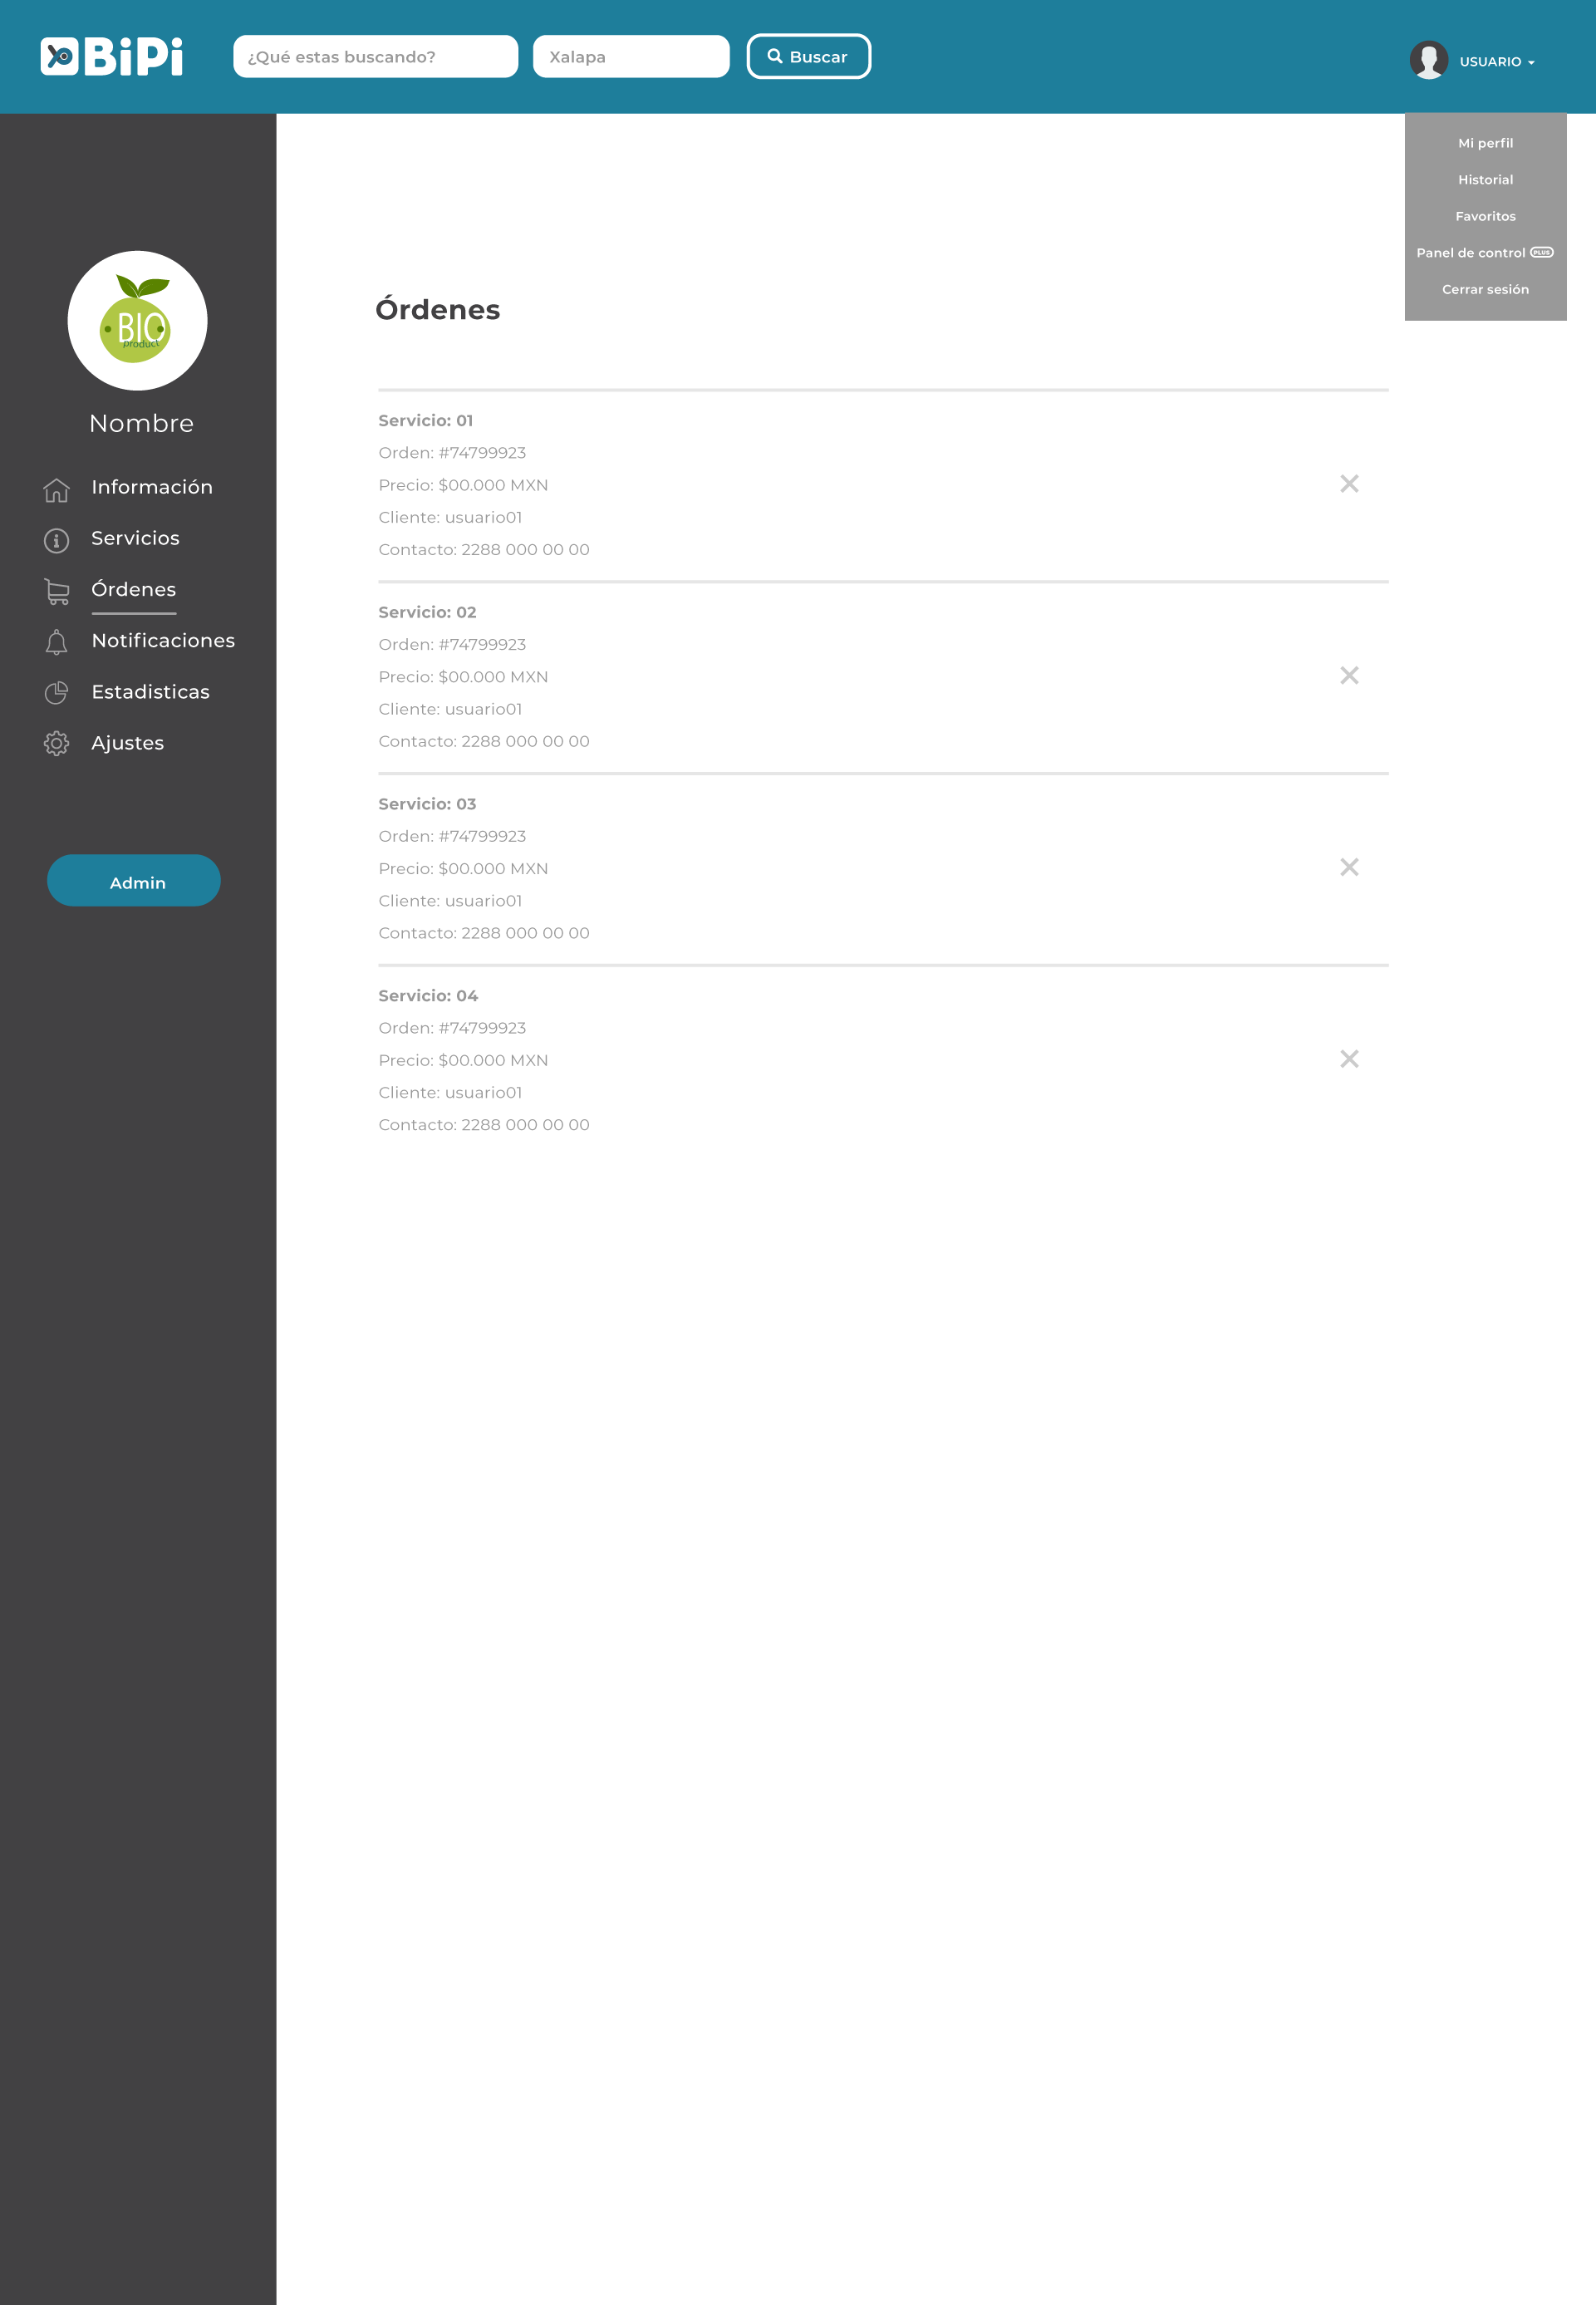 BiPi
¿Qué estas buscando?
Xalapa
Buscar
USUARIO
Mi perfil
Historial
Favoritos
Panel de control PLUS
Cerrar sesión
BIO
product
Nombre
Información
Servicios
Órdenes
Notificaciones
Estadisticas
Ajustes
Admin
Órdenes
Servicio: 01
Orden: #74799923
Precio: $00.000 MXN
Cliente: usuario01
Contacto: 2288 000 00 00
Servicio: 02
Orden: #74799923
Precio: $00.000 MXN
Cliente: usuario01
Contacto: 2288 000 00 00
Servicio: 03
Orden: #74799923
Precio: $00.000 MXN
Cliente: usuario01
Contacto: 2288 000 00 00
Servicio: 04
Orden: #74799923
Precio: $00.000 MXN
Cliente: usuario01
Contacto: 2288 000 00 00